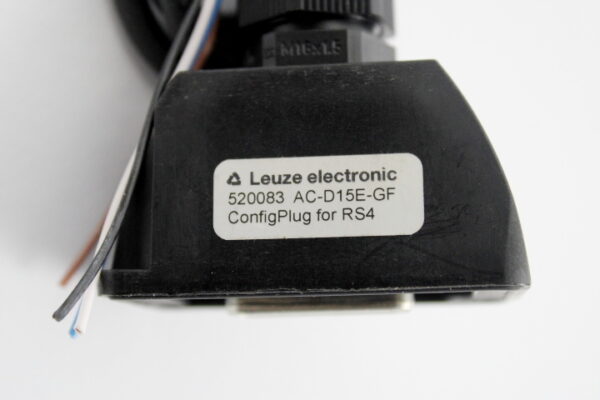 M16x1.5
Leuze electronic
520083 AC-D15E-GF
ConfigPlug for RS4